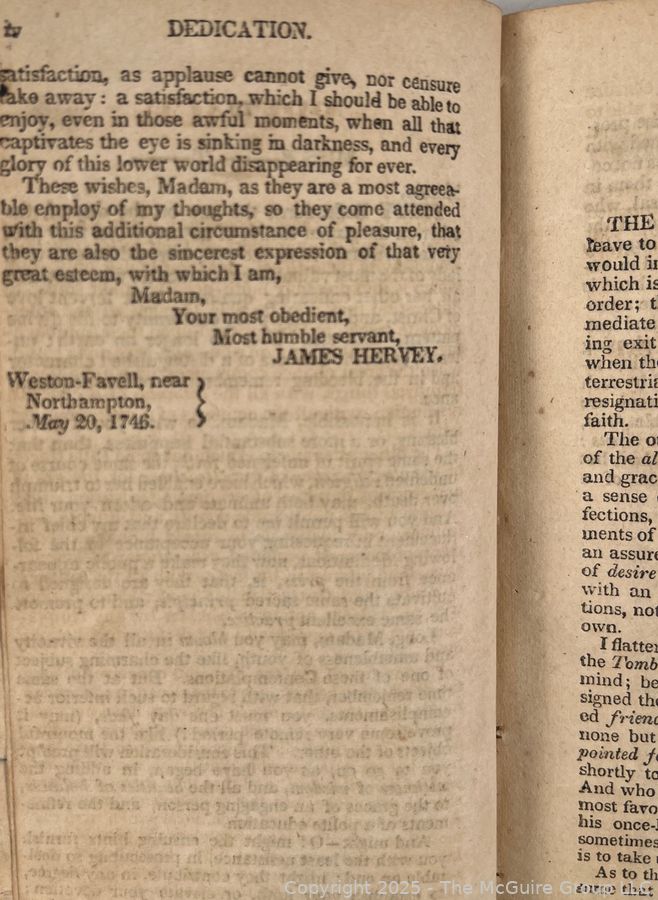 iv
DEDICATION.
satisfaction, as applause cannot give, nor censure
take away: a satisfaction, which I should be able to
enjoy, even in those awful moments, when all that
captivates the eye is sinking in darkness, and every
glory of this lower world disappearing for ever.
These wishes, Madam, as they are a most agreea-
ble employ of my thoughts, so they come attended
with this additional circumstance of pleasure, that
they are also the sincerest expression of that very
great esteem, with which I am,
Madam,
Your most obedient,
Most humble servant,
JAMES HERVEY.
Weston-Favell, near
Northampton,
May 20, 1746.
THE
leave to
would in
which is
order; t
mediate
ing exit
when the
terrestria
resignati
faith.
The o
of the al
and grac
a sense
fections,
ments of
an assure
of desire
with an
tions, not
own.
I flatter
the Tomb
mind; be
signed the
ed friend
none but
pointed fo
shortly to
And who
most favo
his once-
sometimes
is to take
As to th
some that
Copyright 2025 - The McGuire Group LLC